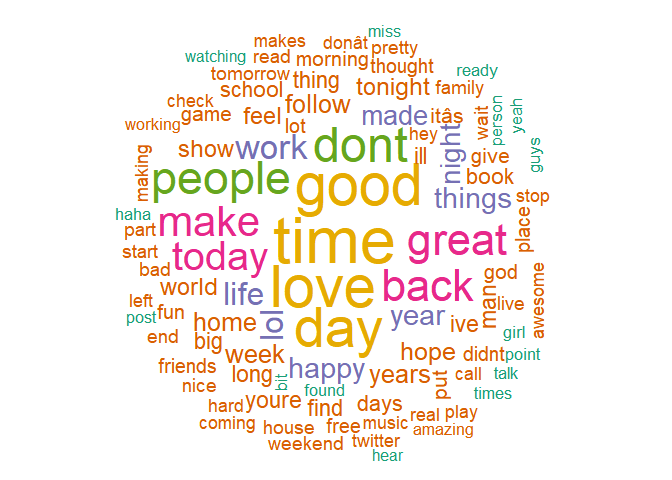 miss
makes
donât
pretty
watching
read
morning
thought
tomorrow
thing
tonight
ready
school
follow
family
check
game
feel
made
itâs
wait
person
yeah
working
lot
hey
show
work
dont
ill
night
give
guys
making
people
good
things
book
stop
haha
make
time
great
place
part
start
today
bad
world
life
love
back
god
man
live
awesome
left
post
fun
home
lol
day
year
ive
girl
end
big
week
hope
didnt
point
friends
long
happy
years
put
call
talk
nice
bit
found
times
hard
youre
find
days
real
play
coming
house
free
music
amazing
weekend
twitter
hear